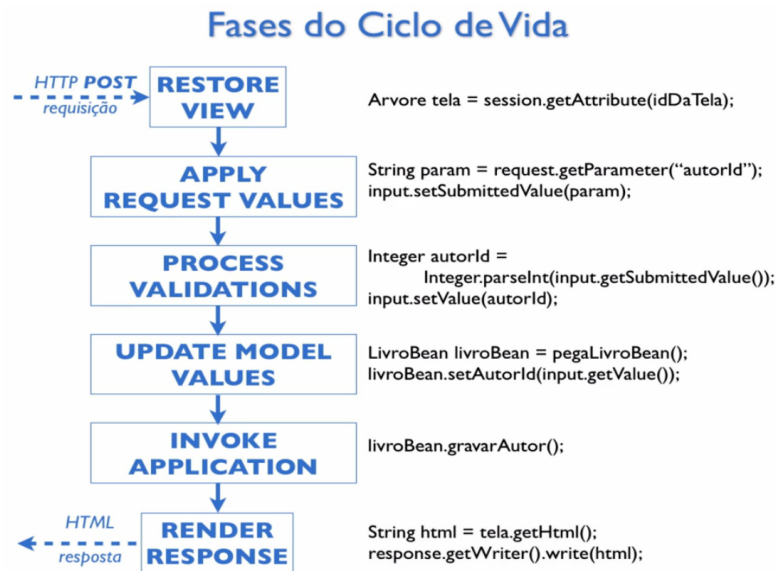 Fases do Ciclo de Vida
HTTP POST
requisição
RESTORE
VIEW
Arvore tela = session.getAttribute(idDaTela);
APPLY
REQUEST VALUES
String param = request.getParameter(“autorId”);
input.setSubmittedValue(param);
PROCESS
VALIDATIONS
Integer autorId =
Integer.parseInt(input.getSubmittedValue());
input.setValue(autorId);
UPDATE MODEL
VALUES
LivroBean livroBean = pegaLivroBean();
livroBean.setAutorId(input.getValue());
INVOKE
APPLICATION
livroBean.gravarAutor();
HTML
resposta
RENDER
RESPONSE
String html = tela.getHtml();
response.getWriter().write(html);